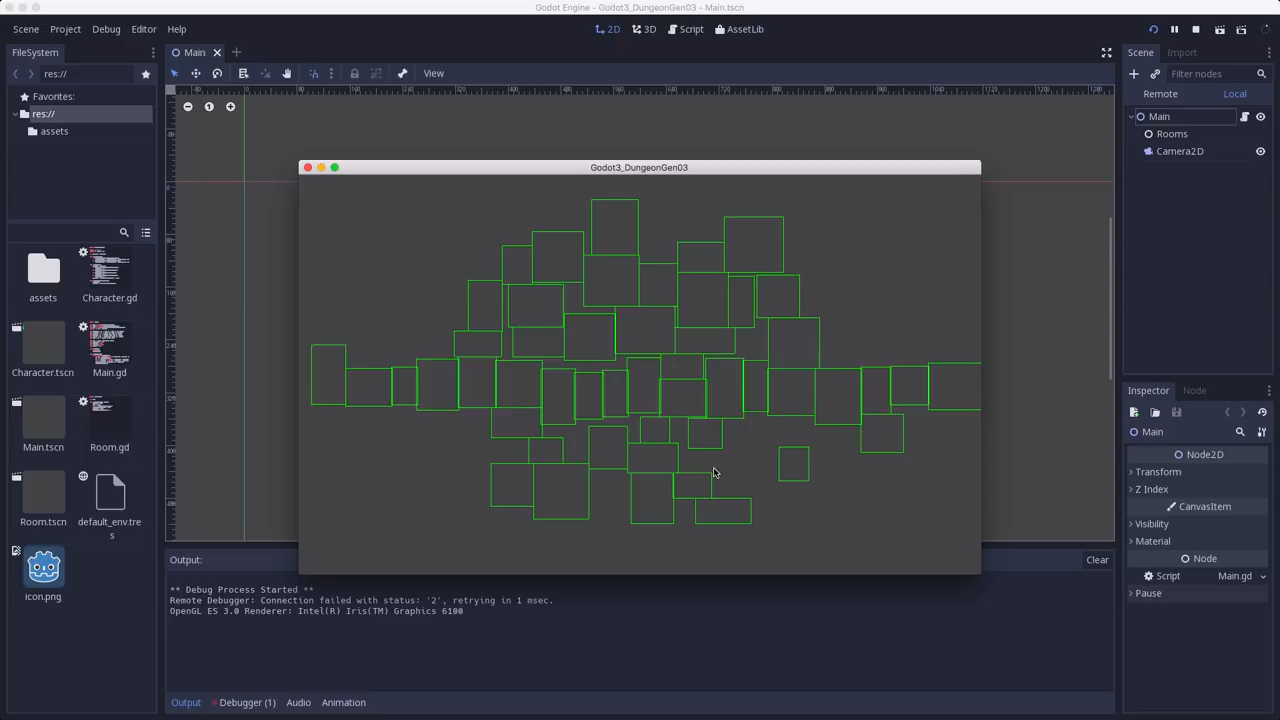 Godot Engine - Godot3_DungeonGen03 - Main.tscn
Scene Project Debug Editor Help
2D 3D Script AssetLib
FileSystem
Main
Scene Import
res://
View
Filter nodes
Favorites:
res://
assets
Remote Local
Main
Rooms
Camera2D
Godot3_DungeonGen03
assets
Character.gd
Character.tscn
Main.gd
Main.tscn
Room.gd
Room.tscn
default_env.tre
s
icon.png
Inspector Node
Main
Node2D
Transform
Z Index
CanvasItem
Visibility
Material
Node
Script Main.gd
Pause
Output:
Clear
** Debug Process Started **
Remote Debugger: Connection failed with status: '2', retrying in 1 msec.
OpenGL ES 3.0 Renderer: Intel(R) Iris(TM) Graphics 6100
Output Debugger (1) Audio Animation